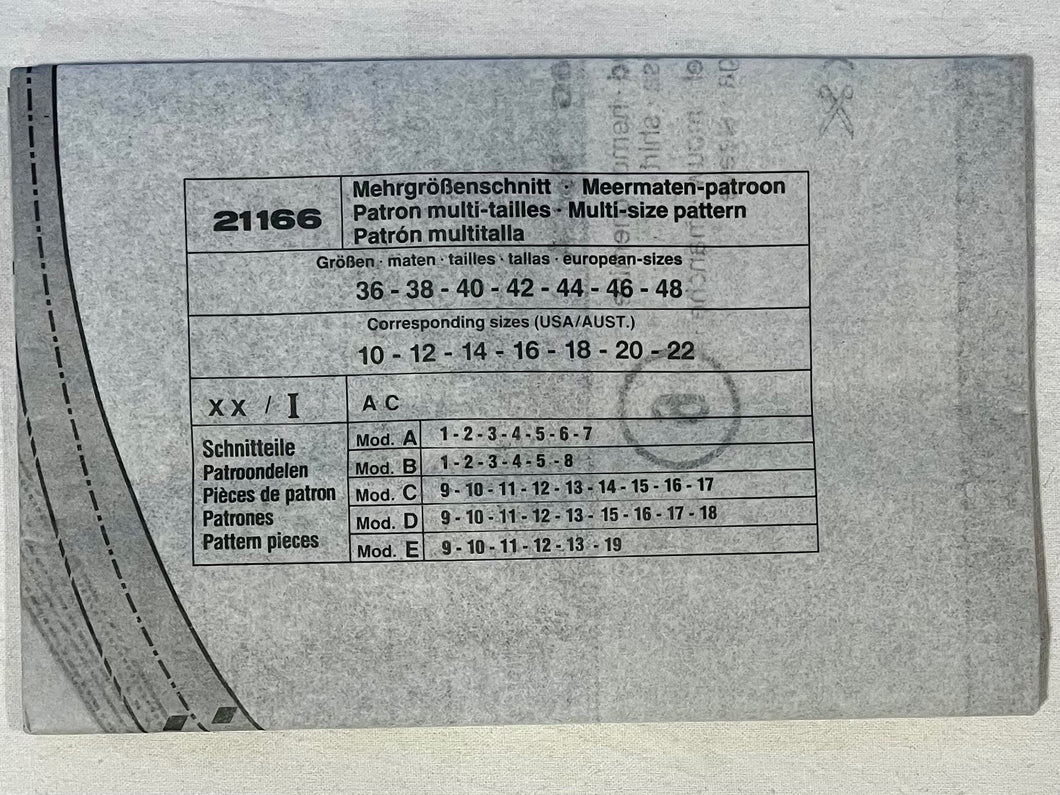 21166
Mehrgrößenschnitt · Meermaten-patroon
Patron multi-tailles · Multi-size pattern
Patrón multitalla
Größen · maten · tailles · tallas · european-sizes
36 - 38 - 40 - 42 - 44 - 46 - 48
Corresponding sizes (USA/AUST.)
10 - 12 - 14 - 16 - 18 - 20 - 22
XX / I
A C
Schnitteile
Patroondelen
Pièces de patron
Patrones
Pattern pieces
Mod. A 1 - 2 - 3 - 4 - 5 - 6 - 7
Mod. B 1 - 2 - 3 - 4 - 5 - 8
Mod. C 9 - 10 - 11 - 12 - 13 - 14 - 15 - 16 - 17
Mod. D 9 - 10 - 11 - 12 - 13 - 15 - 16 - 17 - 18
Mod. E 9 - 10 - 11 - 12 - 13 - 19